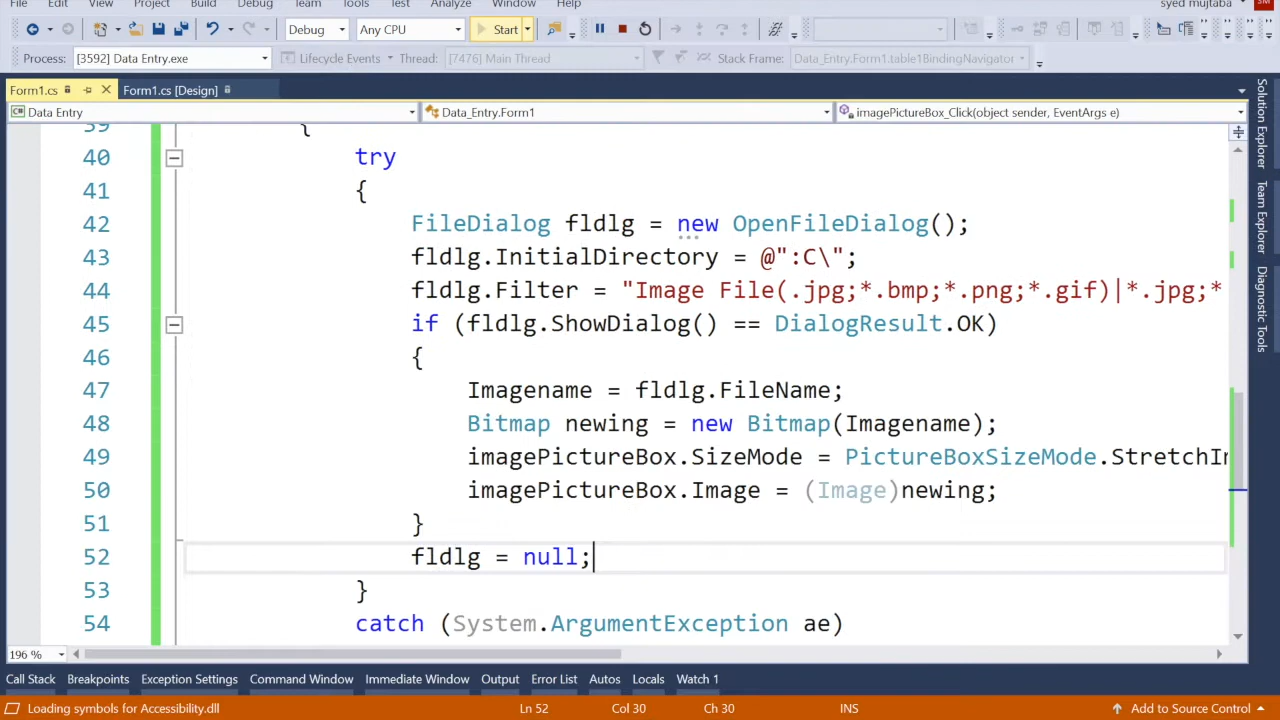 File Edit View Project Build Debug Team Tools Test Analyze Window Help syed mujtaba SM
Debug Any CPU Start
Process: [3592] Data Entry.exe Lifecycle Events Thread: [7476] Main Thread Stack Frame: Data_Entry.Form1.table1BindingNavigator
Form1.cs Form1.cs [Design]
Data Entry Data_Entry.Form1 imagePictureBox_Click(object sender, EventArgs e)
39 {
40 try
41 {
42 FileDialog fldlg = new OpenFileDialog();
43 fldlg.InitialDirectory = @":C\";
44 fldlg.Filter = "Image File(.jpg;*.bmp;*.png;*.gif)|*.jpg;*
45 if (fldlg.ShowDialog() == DialogResult.OK)
46 {
47 Imagename = fldlg.FileName;
48 Bitmap newing = new Bitmap(Imagename);
49 imagePictureBox.SizeMode = PictureBoxSizeMode.StretchIm
50 imagePictureBox.Image = (Image)newing;
51 }
52 fldlg = null;
53 }
54 catch (System.ArgumentException ae)
196 %
Call Stack Breakpoints Exception Settings Command Window Immediate Window Output Error List Autos Locals Watch 1
Loading symbols for Accessibility.dll Ln 52 Col 30 Ch 30 INS Add to Source Control
Solution Explorer
Team Explorer
Diagnostic Tools